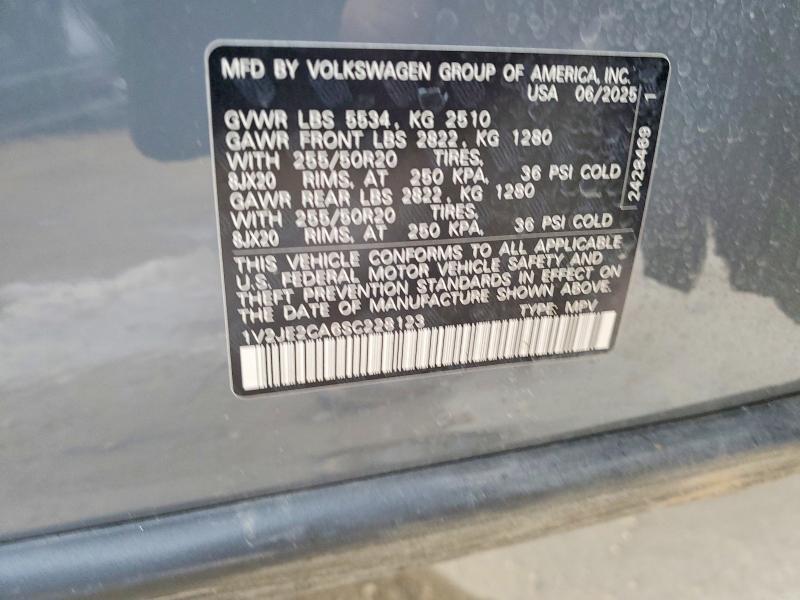 MFD BY VOLKSWAGEN GROUP OF AMERICA, INC.
USA 06/2025
GVWR LBS 5534, KG 2510
GAWR FRONT LBS 2822, KG 1280
WITH 255/50R20 TIRES,
8JX20 RIMS, AT 250 KPA, 36 PSI COLD
GAWR REAR LBS 2822, KG 1280
WITH 255/50R20 TIRES,
8JX20 RIMS, AT 250 KPA, 36 PSI COLD
THIS VEHICLE CONFORMS TO ALL APPLICABLE
U.S. FEDERAL MOTOR VEHICLE SAFETY AND
THEFT PREVENTION STANDARDS IN EFFECT ON
THE DATE OF MANUFACTURE SHOWN ABOVE.
1V2JE2CA6SC228123 TYPE: MPV
2428469 1